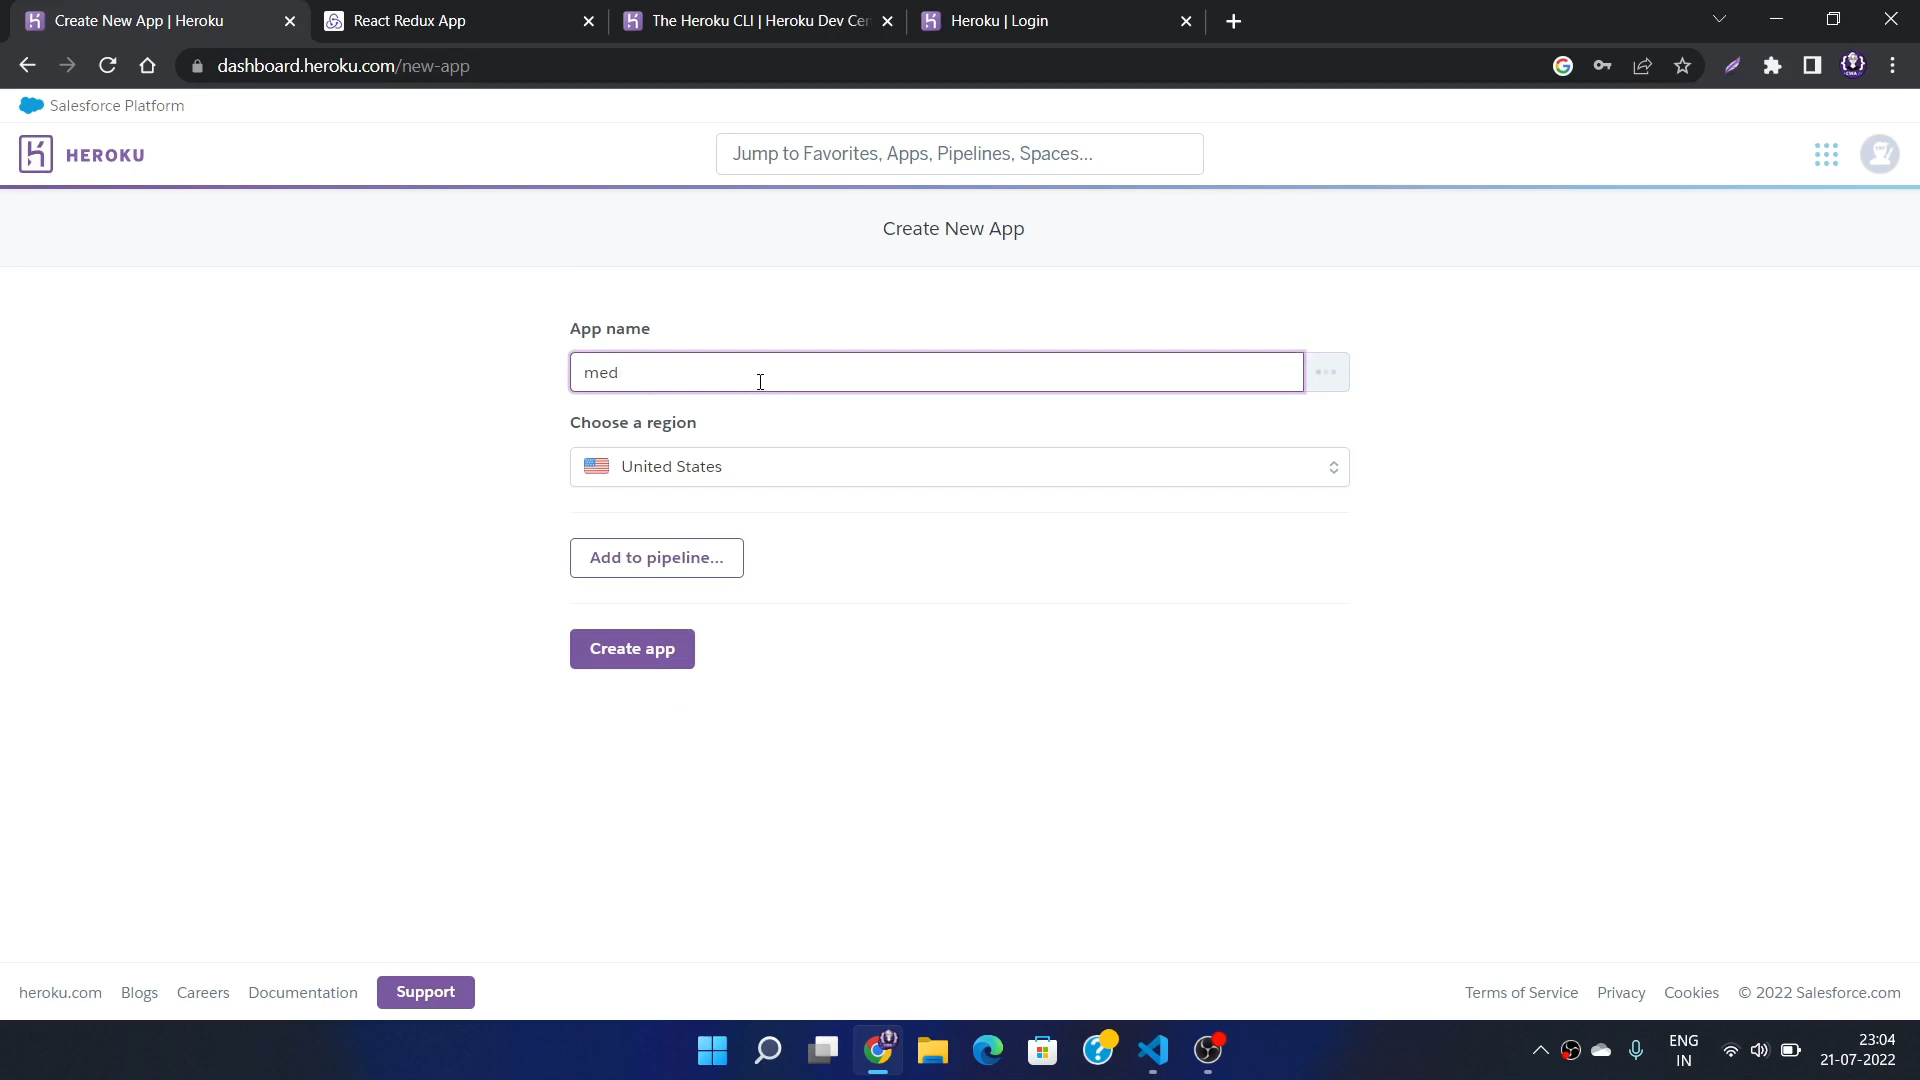 Create New App | Heroku
React Redux App
The Heroku CLI | Heroku Dev Cen
Heroku | Login
dashboard.heroku.com/new-app
Salesforce Platform
HEROKU
Jump to Favorites, Apps, Pipelines, Spaces...
Create New App
App name
med
Choose a region
United States
Add to pipeline...
Create app
heroku.com Blogs Careers Documentation Support Terms of Service Privacy Cookies © 2022 Salesforce.com
ENG
IN
23:04
21-07-2022